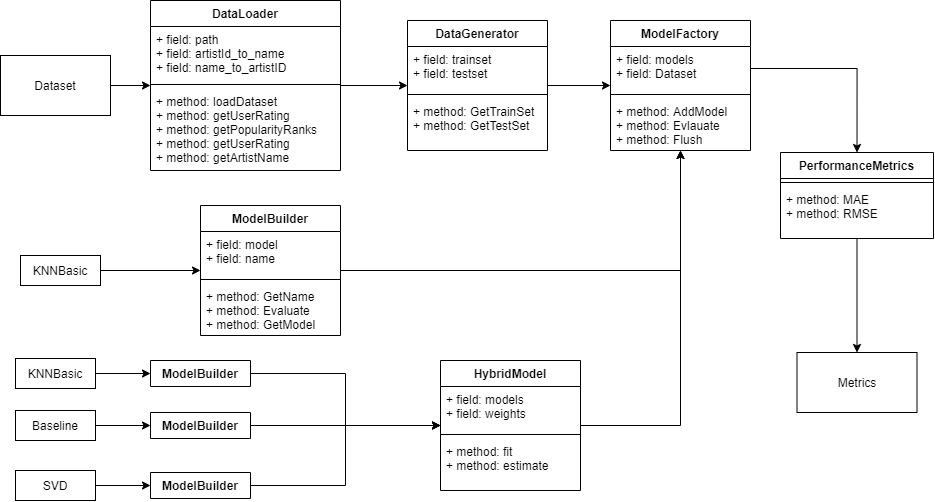 Dataset
DataLoader
+ field: path
+ field: artistId_to_name
+ field: name_to_artistID
+ method: loadDataset
+ method: getUserRating
+ method: getPopularityRanks
+ method: getUserRating
+ method: getArtistName
DataGenerator
+ field: trainset
+ field: testset
+ method: GetTrainSet
+ method: GetTestSet
ModelFactory
+ field: models
+ field: Dataset
+ method: AddModel
+ method: Evlauate
+ method: Flush
PerformanceMetrics
+ method: MAE
+ method: RMSE
Metrics
KNNBasic
ModelBuilder
+ field: model
+ field: name
+ method: GetName
+ method: Evaluate
+ method: GetModel
KNNBasic
ModelBuilder
Baseline
ModelBuilder
SVD
ModelBuilder
HybridModel
+ field: models
+ field: weights
+ method: fit
+ method: estimate